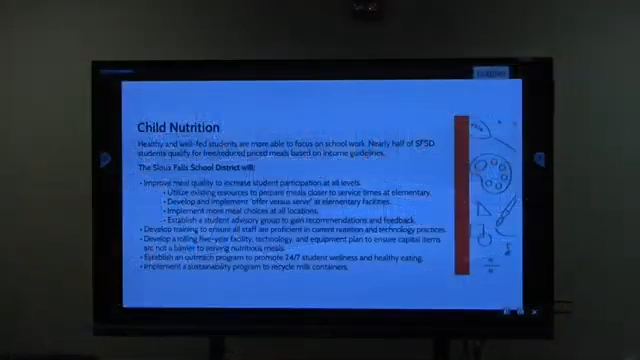 Child Nutrition
Healthy and well-fed students are more able to focus on school work. Nearly half of SFSD
students qualify for free/reduced priced meals based on income guidelines.
The Sioux Falls School District will:
· Improve meal quality to increase student participation at all levels.
· Utilize existing resources to prepare meals closer to service times at elementary.
· Develop and implement 'offer versus serve' at elementary facilities.
· Implement more meal choices at all locations.
· Establish a student advisory group to gain recommendations and feedback.
· Develop training to ensure all staff are proficient in current nutrition and technology practices.
· Develop a rolling five-year facility, technology, and equipment plan to ensure capital items
are not a barrier to serving nutritious meals.
· Establish an outreach program to promote 24/7 student wellness and healthy eating.
· Implement a sustainability program to recycle milk containers.